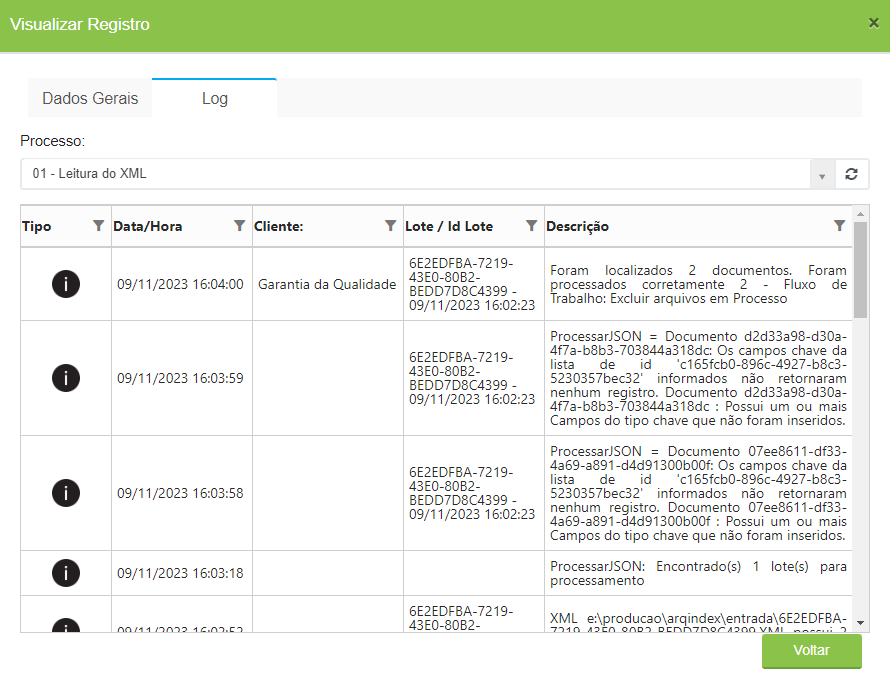 Visualizar Registro
×
Dados Gerais
Log
Processo:
01 - Leitura do XML
Tipo
Data/Hora
Cliente:
Lote / Id Lote
Descrição
09/11/2023 16:04:00
Garantia da Qualidade
6E2EDFBA-7219-
43E0-80B2-
BEDD7D8C4399 -
09/11/2023 16:02:23
Foram localizados 2 documentos. Foram
processados corretamente 2 - Fluxo de
Trabalho: Excluir arquivos em Processo
09/11/2023 16:03:59
6E2EDFBA-7219-
43E0-80B2-
BEDD7D8C4399 -
09/11/2023 16:02:23
ProcessarJSON = Documento d2d33a98-d30a-
4f7a-b8b3-703844a318dc: Os campos chave da
lista de id 'c165fcb0-896c-4927-b8c3-
5230357bec32' informados não retornaram
nenhum registro. Documento d2d33a98-d30a-
4f7a-b8b3-703844a318dc : Possui um ou mais
Campos do tipo chave que não foram inseridos.
09/11/2023 16:03:58
6E2EDFBA-7219-
43E0-80B2-
BEDD7D8C4399 -
09/11/2023 16:02:23
ProcessarJSON = Documento 07ee8611-df33-
4a69-a891-d4d91300b00f: Os campos chave da
lista de id 'c165fcb0-896c-4927-b8c3-
5230357bec32' informados não retornaram
nenhum registro. Documento 07ee8611-df33-
4a69-a891-d4d91300b00f : Possui um ou mais
Campos do tipo chave que não foram inseridos.
09/11/2023 16:03:18
ProcessarJSON: Encontrado(s) 1 lote(s) para
processamento
09/11/2023 16:02:52
6E2EDFBA-7219-
43E0-80B2-
XML e:\producao\arqindex\entrada\6E2EDFBA-
7219-43E0-80B2-BEDD7D8C4399.XML possui 2
Voltar